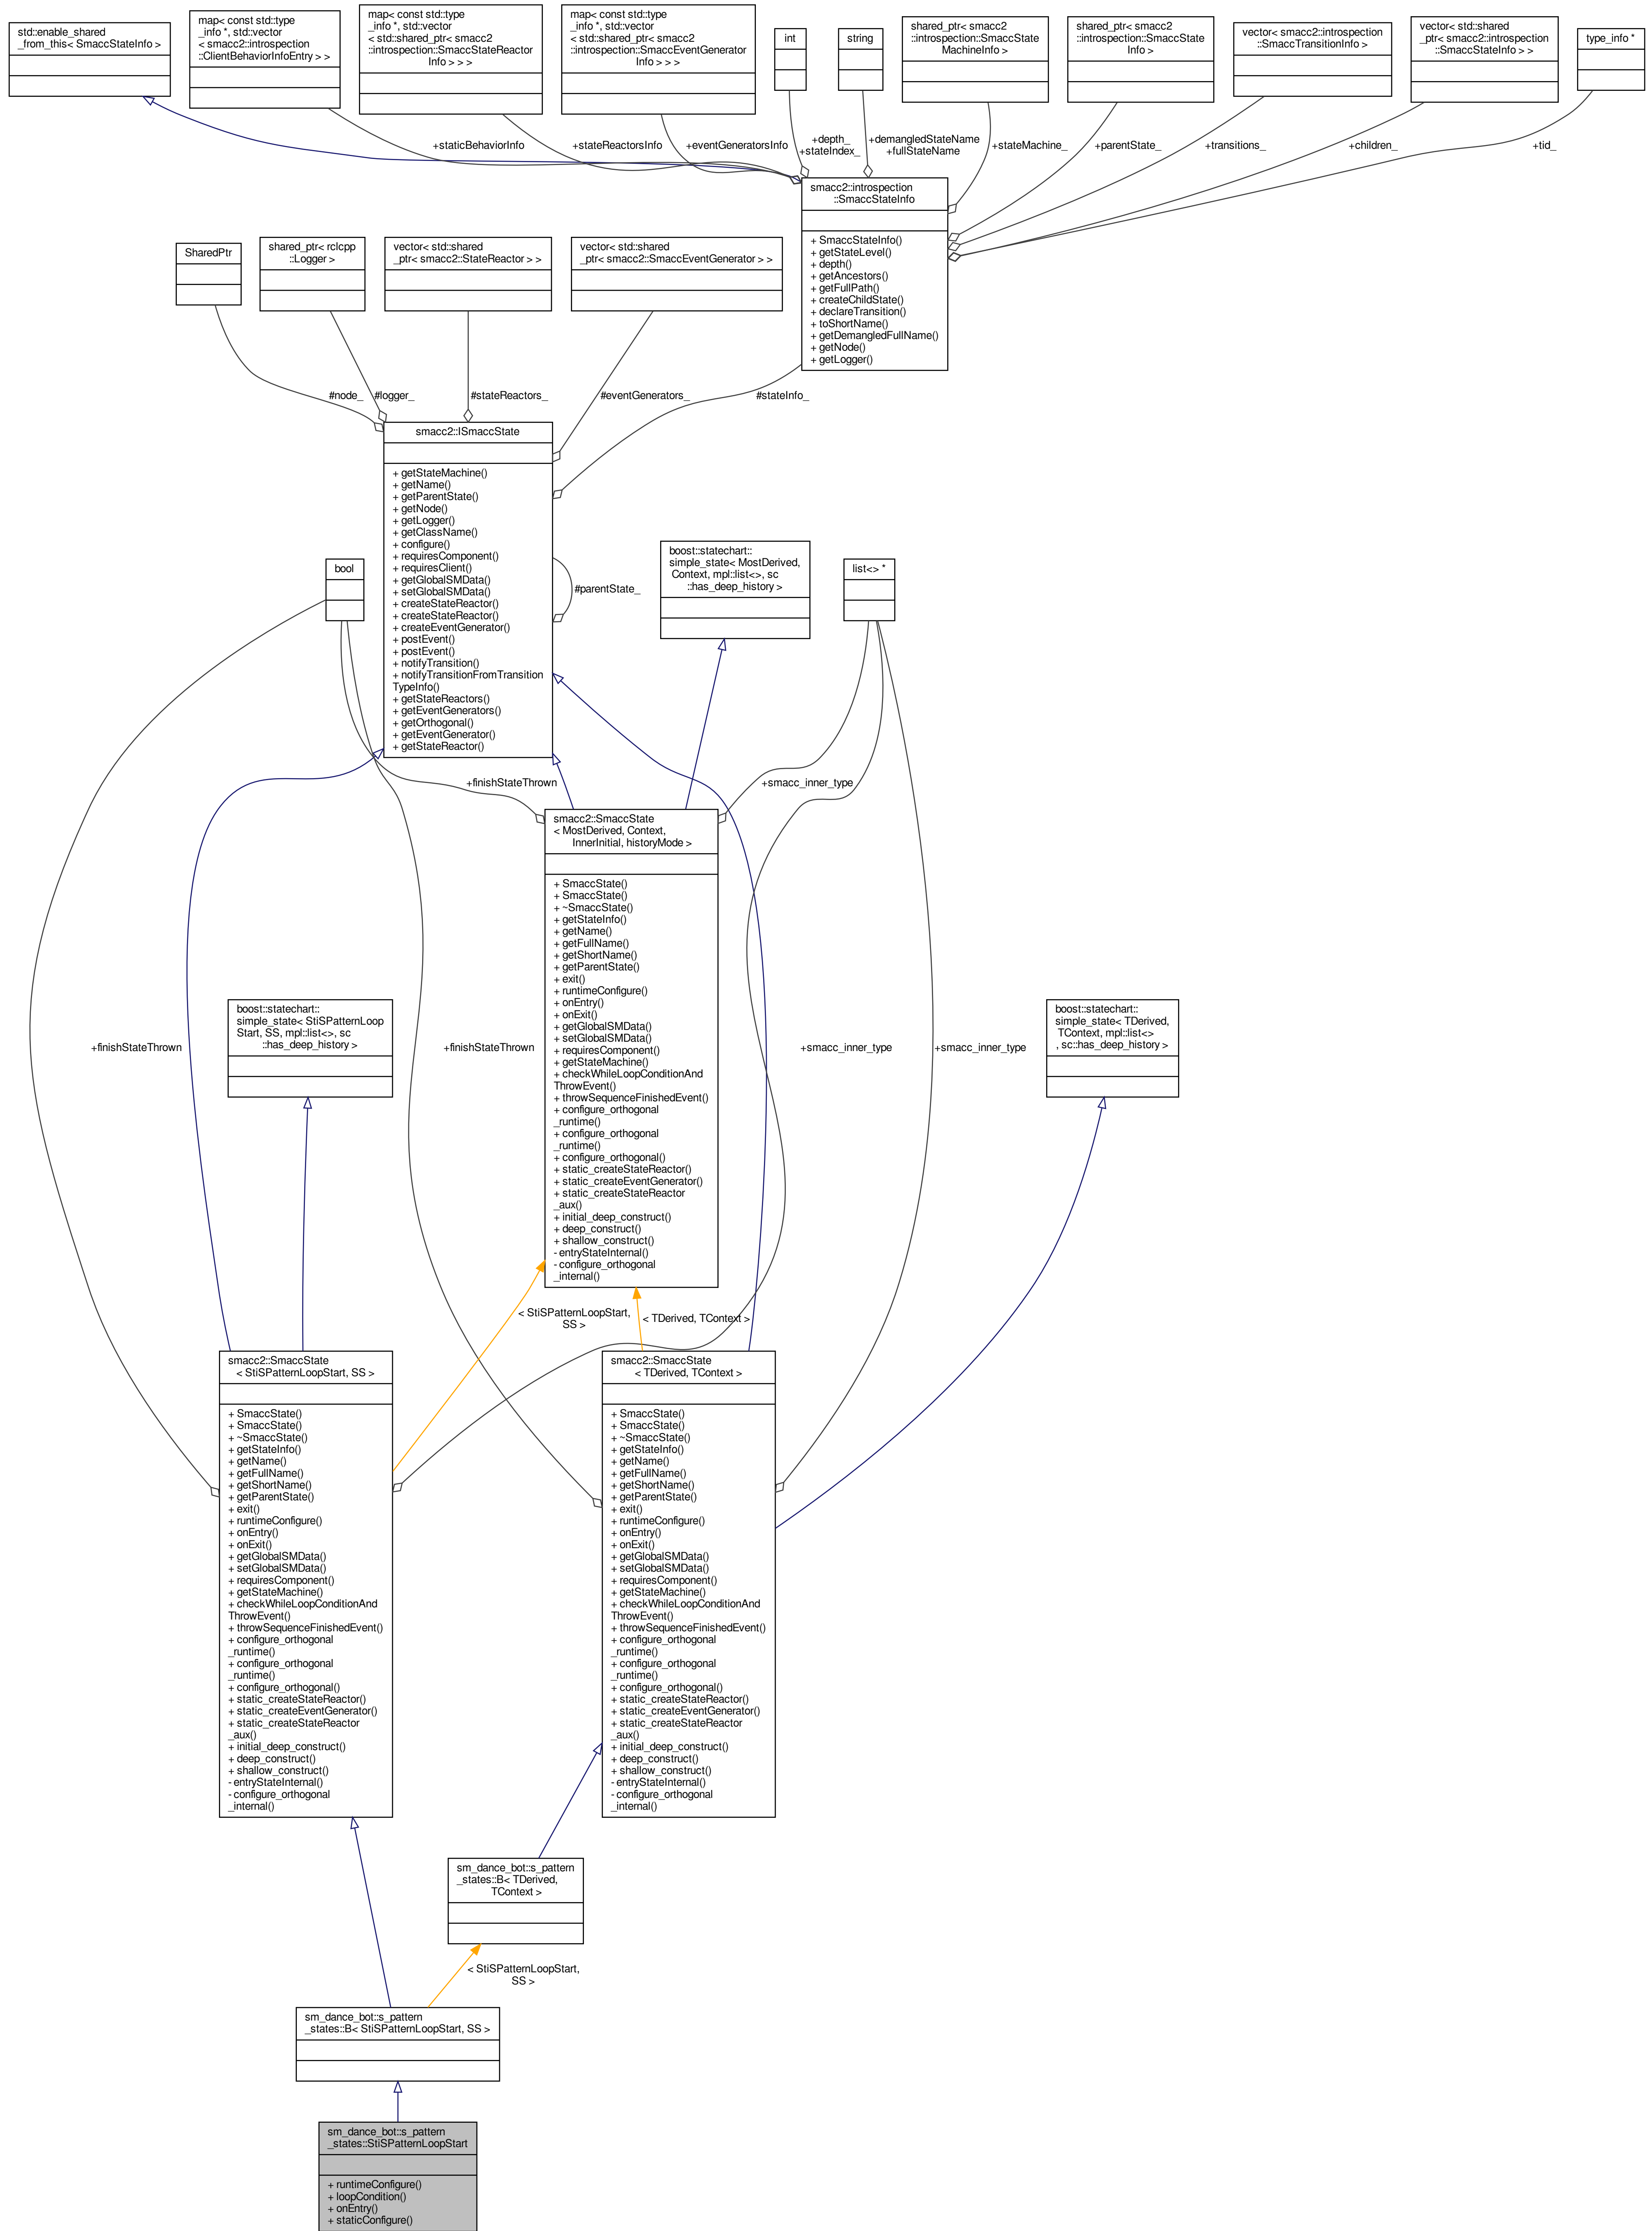 std::enable_shared
_from_this< SmaccStateInfo >
map< const std::type
_info *, std::vector
< smacc2::introspection
::ClientBehaviorInfoEntry > >
map< const std::type
_info *, std::vector
< std::shared_ptr< smacc2
::introspection::SmaccStateReactor
Info > > >
map< const std::type
_info *, std::vector
< std::shared_ptr< smacc2
::introspection::SmaccEventGenerator
Info > > >
int
string
shared_ptr< smacc2
::introspection::SmaccState
MachineInfo >
shared_ptr< smacc2
::introspection::SmaccState
Info >
vector< smacc2::introspection
::SmaccTransitionInfo >
vector< std::shared
_ptr< smacc2::introspection
::SmaccStateInfo > >
type_info *
+staticBehaviorInfo
+stateReactorsInfo
+eventGeneratorsInfo
+depth_
+stateIndex_
+demangledStateName
+fullStateName
+stateMachine_
+parentState_
+transitions_
+children_
+tid_
smacc2::introspection
::SmaccStateInfo
+ SmaccStateInfo()
+ getStateLevel()
+ depth()
+ getAncestors()
+ getFullPath()
+ createChildState()
+ declareTransition()
+ toShortName()
+ getDemangledFullName()
+ getNode()
+ getLogger()
SharedPtr
shared_ptr< rclcpp
::Logger >
vector< std::shared
_ptr< smacc2::StateReactor > >
vector< std::shared
_ptr< smacc2::SmaccEventGenerator > >
#node_
#logger_
#stateReactors_
#eventGenerators_
#stateInfo_
smacc2::ISmaccState
+ getStateMachine()
+ getName()
+ getParentState()
+ getNode()
+ getLogger()
+ getClassName()
+ configure()
+ requiresComponent()
+ requiresClient()
+ getGlobalSMData()
+ setGlobalSMData()
+ createStateReactor()
+ createStateReactor()
+ createEventGenerator()
+ postEvent()
+ postEvent()
+ notifyTransition()
+ notifyTransitionFromTransition
TypeInfo()
+ getStateReactors()
+ getEventGenerators()
+ getOrthogonal()
+ getEventGenerator()
+ getStateReactor()
#parentState_
bool
boost::statechart::
simple_state< MostDerived,
Context, mpl::list<>, sc
::has_deep_history >
list<> *
+finishStateThrown
+smacc_inner_type
smacc2::SmaccState
< MostDerived, Context,
InnerInitial, historyMode >
+ SmaccState()
+ SmaccState()
+ ~SmaccState()
+ getStateInfo()
+ getName()
+ getFullName()
+ getShortName()
+ getParentState()
+ exit()
+ runtimeConfigure()
+ onEntry()
+ onExit()
+ getGlobalSMData()
+ setGlobalSMData()
+ requiresComponent()
+ getStateMachine()
+ checkWhileLoopConditionAnd
ThrowEvent()
+ throwSequenceFinishedEvent()
+ configure_orthogonal
_runtime()
+ configure_orthogonal
_runtime()
+ configure_orthogonal()
+ static_createStateReactor()
+ static_createEventGenerator()
+ static_createStateReactor
_aux()
+ initial_deep_construct()
+ deep_construct()
+ shallow_construct()
- entryStateInternal()
- configure_orthogonal
_internal()
boost::statechart::
simple_state< StiSPatternLoop
Start, SS, mpl::list<>, sc
::has_deep_history >
boost::statechart::
simple_state< TDerived,
TContext, mpl::list<>
, sc::has_deep_history >
+finishStateThrown
+finishStateThrown
+smacc_inner_type
+smacc_inner_type
< StiSPatternLoopStart,
SS >
< TDerived, TContext >
smacc2::SmaccState
< StiSPatternLoopStart, SS >
+ SmaccState()
+ SmaccState()
+ ~SmaccState()
+ getStateInfo()
+ getName()
+ getFullName()
+ getShortName()
+ getParentState()
+ exit()
+ runtimeConfigure()
+ onEntry()
+ onExit()
+ getGlobalSMData()
+ setGlobalSMData()
+ requiresComponent()
+ getStateMachine()
+ checkWhileLoopConditionAnd
ThrowEvent()
+ throwSequenceFinishedEvent()
+ configure_orthogonal
_runtime()
+ configure_orthogonal
_runtime()
+ configure_orthogonal()
+ static_createStateReactor()
+ static_createEventGenerator()
+ static_createStateReactor
_aux()
+ initial_deep_construct()
+ deep_construct()
+ shallow_construct()
- entryStateInternal()
- configure_orthogonal
_internal()
smacc2::SmaccState
< TDerived, TContext >
+ SmaccState()
+ SmaccState()
+ ~SmaccState()
+ getStateInfo()
+ getName()
+ getFullName()
+ getShortName()
+ getParentState()
+ exit()
+ runtimeConfigure()
+ onEntry()
+ onExit()
+ getGlobalSMData()
+ setGlobalSMData()
+ requiresComponent()
+ getStateMachine()
+ checkWhileLoopConditionAnd
ThrowEvent()
+ throwSequenceFinishedEvent()
+ configure_orthogonal
_runtime()
+ configure_orthogonal
_runtime()
+ configure_orthogonal()
+ static_createStateReactor()
+ static_createEventGenerator()
+ static_createStateReactor
_aux()
+ initial_deep_construct()
+ deep_construct()
+ shallow_construct()
- entryStateInternal()
- configure_orthogonal
_internal()
sm_dance_bot::s_pattern
_states::B< TDerived,
TContext >
< StiSPatternLoopStart,
SS >
sm_dance_bot::s_pattern
_states::B< StiSPatternLoopStart, SS >
sm_dance_bot::s_pattern
_states::StiSPatternLoopStart
+ runtimeConfigure()
+ loopCondition()
+ onEntry()
+ staticConfigure()